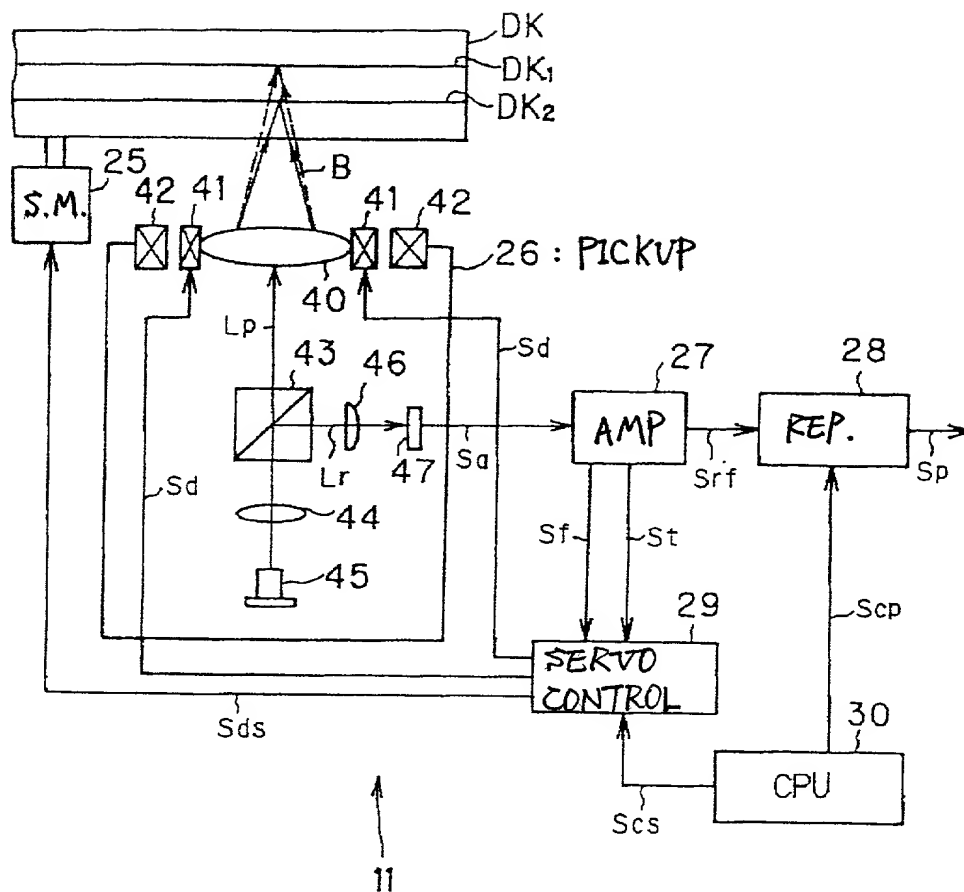 DK
DK1
DK2
25
S.M.
42
41
B
41
42
40
26 : PICKUP
Lp
43
46
Sd
27
AMP
28
REP.
Lr
47
Sa
Srf
Sp
Sd
44
45
Sf
St
Scp
29
SERVO
CONTROL
Sds
30
CPU
Scs
11